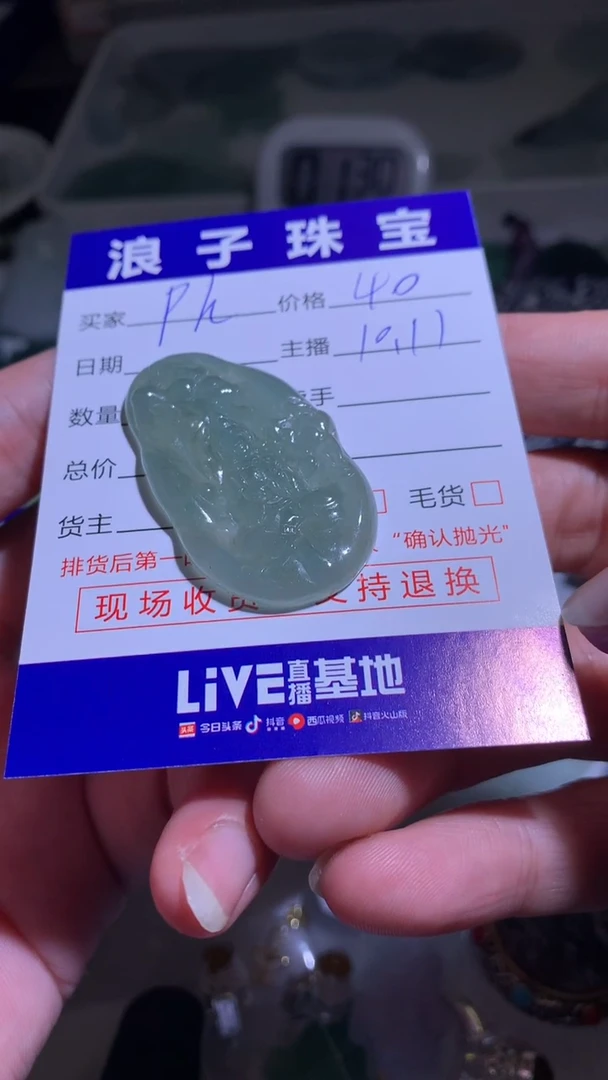 浪子珠宝
买家 Ph 价格 40
日期 主播 10.11
数量 手
总价
货主 毛货
排货后第一 "确认抛光"
现场收 支持退换
LiVE直播基地
头条 今日头条 抖音 西瓜视频 抖音火山版